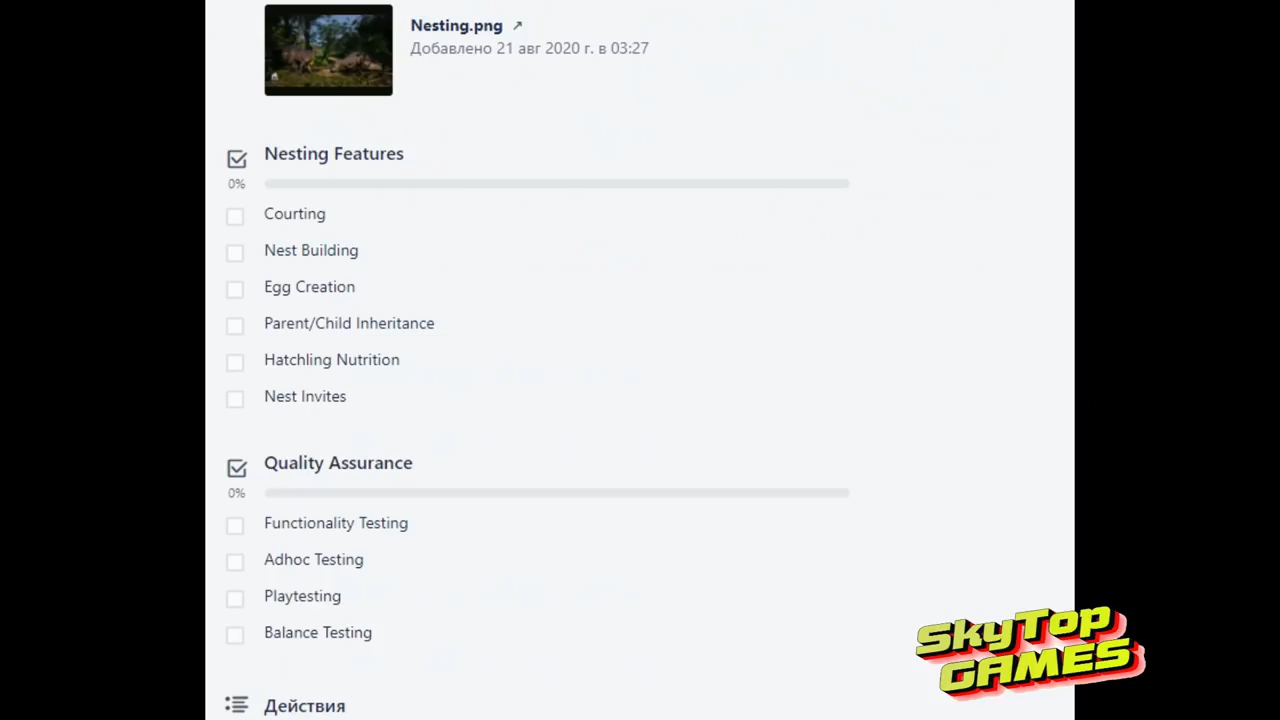 Nesting.png ↗
Добавлено 21 авг 2020 г. в 03:27
Nesting Features
0%
Courting
Nest Building
Egg Creation
Parent/Child Inheritance
Hatchling Nutrition
Nest Invites
Quality Assurance
0%
Functionality Testing
Adhoc Testing
Playtesting
Balance Testing
SkyTop
GAMES
Действия